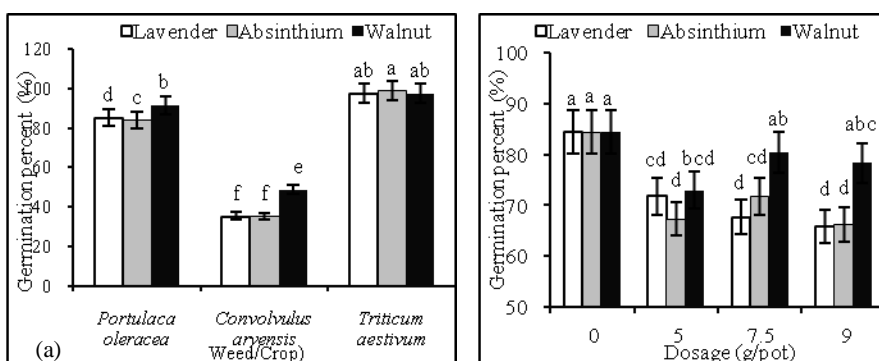 Lavender Absinthium Walnut
Germination percent (%)
120
100
80
60
40
20
0
d c b
f f e
ab a ab
Portulaca oleracea
Convolvulus arvensis
Triticum aestivum
Weed/Crop)
(a)
Lavender Absinthium Walnut
Germination percent (%)
100
90
80
70
60
50
a a a
cd d bcd
d cd ab
d d abc
0 5 7.5 9
Dosage (g/pot)